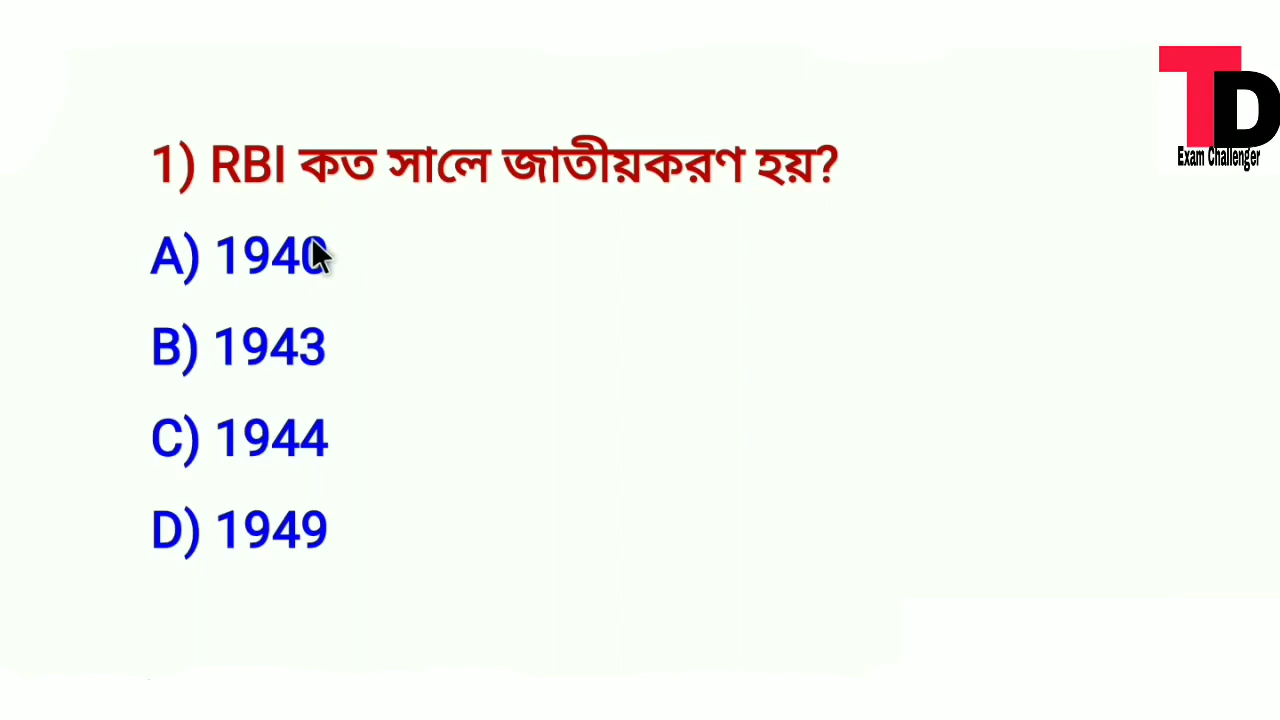 1) RBI কত সালে জাতীয়করণ হয়?
A) 1940
B) 1943
C) 1944
D) 1949
TD
Exam Challenger